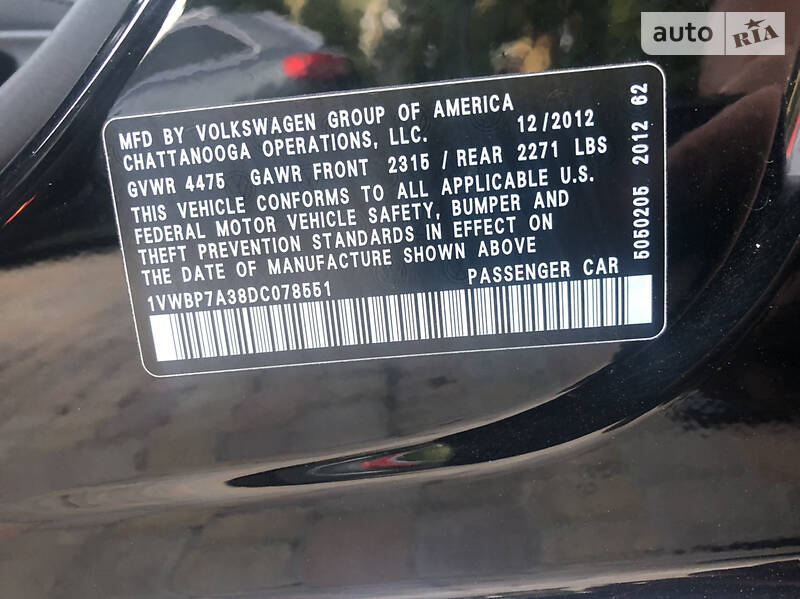 auto RIA
MFD BY VOLKSWAGEN GROUP OF AMERICA
CHATTANOOGA OPERATIONS, LLC. 12/2012
GVWR 4475 GAWR FRONT 2315 / REAR 2271 LBS
THIS VEHICLE CONFORMS TO ALL APPLICABLE U.S.
FEDERAL MOTOR VEHICLE SAFETY, BUMPER AND
THEFT PREVENTION STANDARDS IN EFFECT ON
THE DATE OF MANUFACTURE SHOWN ABOVE
1VWBP7A38DC078551 PASSENGER CAR
5050205 2012 62